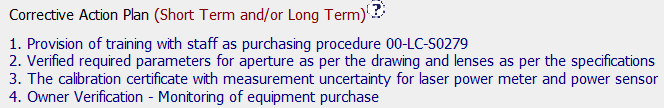 Corrective Action Plan (Short Term and/or Long Term) ?
1. Provision of training with staff as purchasing procedure 00-LC-S0279
2. Verified required parameters for aperture as per the drawing and lenses as per the specifications
3. The calibration certificate with measurement uncertainty for laser power meter and power sensor
4. Owner Verification - Monitoring of equipment purchase